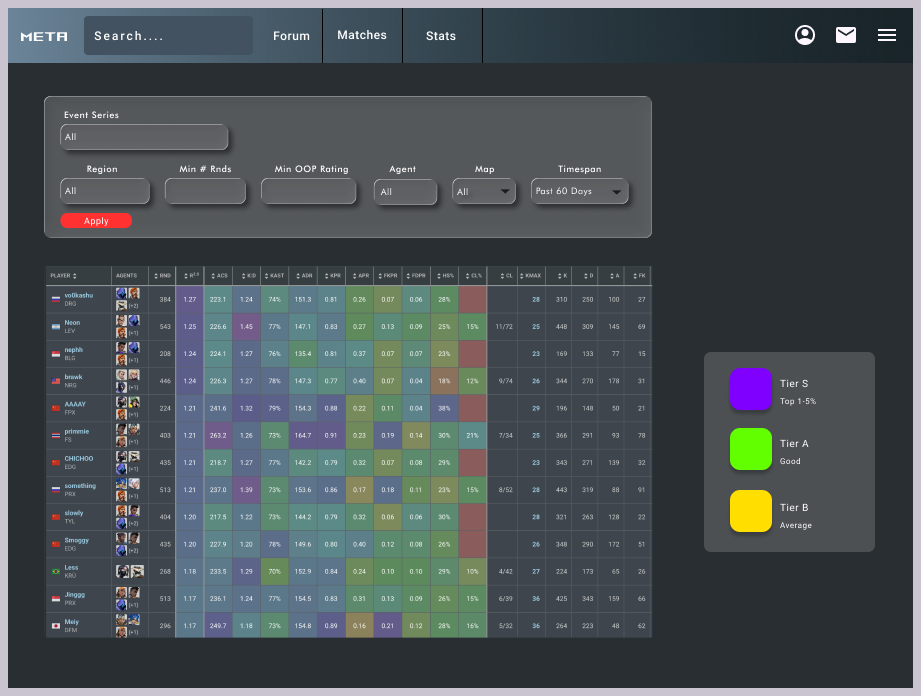 META Search.... Forum Matches Stats
Event Series
All
Region Min # Rnds Min OOP Rating Agent Map Timespan
All All All Past 60 Days
Apply
PLAYER AGENTS RND R2.0 ACS K:D KAST ADR KPR APR FKPR FDPR HS% CL% CL KMAX K D A FK
vo0kashu 384 1.27 223.1 1.24 74% 151.3 0.81 0.26 0.07 0.06 28% 28 310 250 100 27
DRG (+2)
Neon 543 1.25 226.6 1.45 77% 147.1 0.83 0.27 0.13 0.09 25% 15% 11/72 25 448 309 145 69
LEV (+1)
nephh 208 1.24 224.1 1.27 76% 135.4 0.81 0.37 0.07 0.07 23% 23 169 133 77 15
BLG (+1)
brawk 446 1.24 226.3 1.27 78% 147.3 0.77 0.40 0.07 0.04 18% 12% 9/74 26 344 270 178 31
NRG (+1)
AAAAY 224 1.21 241.6 1.32 79% 154.3 0.88 0.22 0.11 0.04 38% 29 196 148 50 21
FPX (+1)
primmie 403 1.21 263.2 1.26 73% 164.7 0.91 0.23 0.19 0.14 30% 21% 7/34 25 366 291 93 78
FS (+1)
CHICHOO 435 1.21 218.7 1.27 77% 142.2 0.79 0.32 0.07 0.08 29% 23 343 271 139 32
EDG (+1)
something 513 1.21 237.0 1.39 73% 153.6 0.86 0.17 0.18 0.11 23% 15% 8/52 28 443 319 88 91
PRX (+1)
slowly 404 1.20 217.5 1.22 73% 144.2 0.79 0.32 0.06 0.06 30% 28 321 263 128 22
TYL (+2)
Smoggy 435 1.20 227.9 1.20 78% 149.6 0.80 0.40 0.12 0.08 26% 26 348 290 172 51
EDG (+2)
Less 268 1.18 233.5 1.29 70% 152.9 0.84 0.24 0.10 0.10 29% 10% 4/42 27 224 173 65 26
KRÜ
Jinggg 513 1.17 236.1 1.24 77% 154.5 0.83 0.31 0.13 0.09 26% 15% 6/39 36 425 343 159 66
PRX (+1)
Meiy 296 1.17 249.7 1.18 73% 154.8 0.89 0.16 0.21 0.12 28% 16% 5/32 36 264 223 48 62
DFM (+1)
Tier S
Top 1-5%
Tier A
Good
Tier B
Average